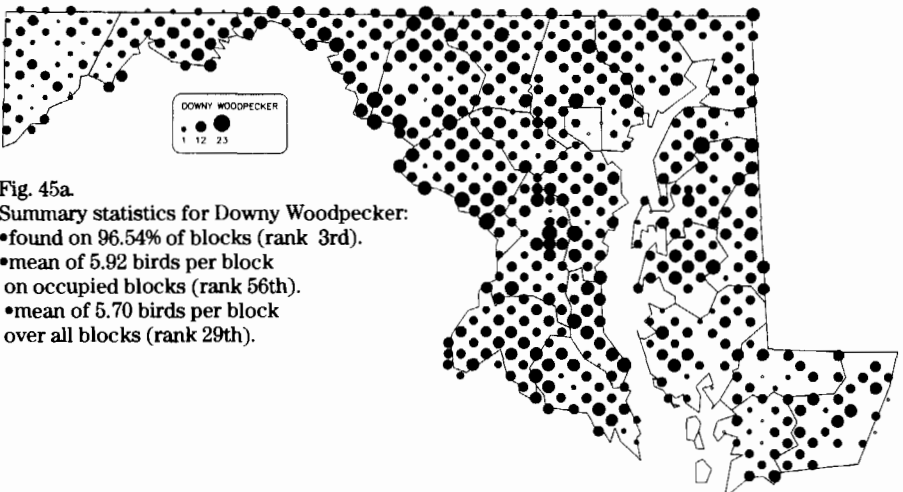 DOWNY WOODPECKER
1 12 23
Fig. 45a.
Summary statistics for Downy Woodpecker:
•found on 96.54% of blocks (rank 3rd).
•mean of 5.92 birds per block
on occupied blocks (rank 56th).
•mean of 5.70 birds per block
over all blocks (rank 29th).